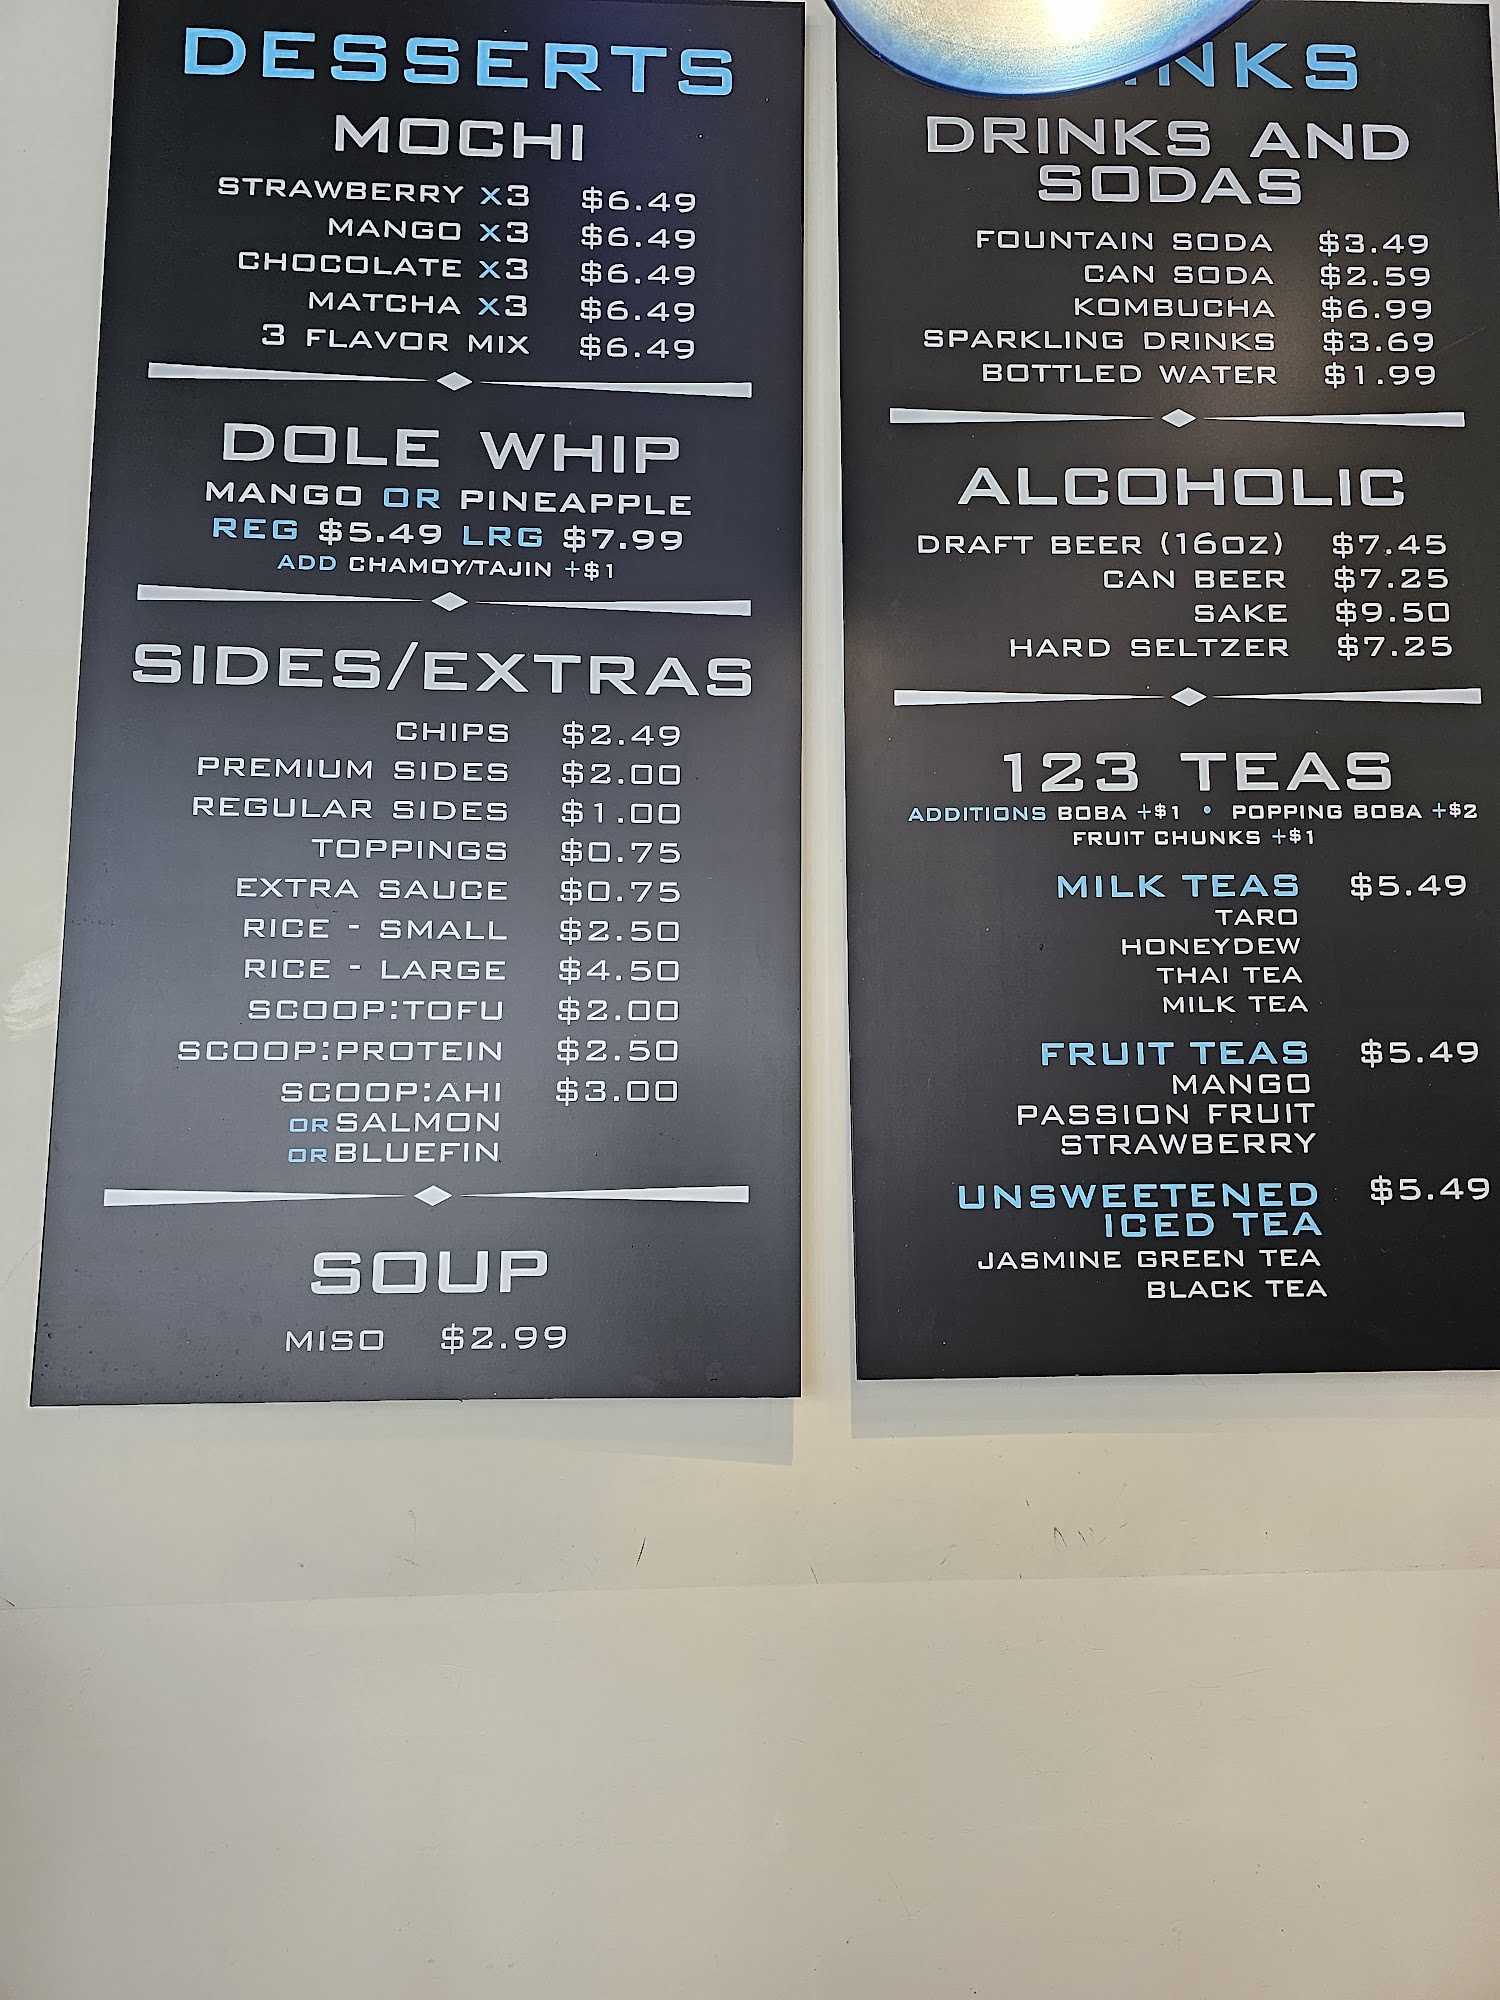 DESSERTS
MOCHI
STRAWBERRY x3 $6.49
MANGO x3 $6.49
CHOCOLATE x3 $6.49
MATCHA x3 $6.49
3 FLAVOR MIX $6.49
DOLE WHIP
MANGO OR PINEAPPLE
REG $5.49 LRG $7.99
ADD CHAMOY/TAJIN +$1
SIDES/EXTRAS
CHIPS $2.49
PREMIUM SIDES $2.00
REGULAR SIDES $1.00
TOPPINGS $0.75
EXTRA SAUCE $0.75
RICE - SMALL $2.50
RICE - LARGE $4.50
SCOOP:TOFU $2.00
SCOOP:PROTEIN $2.50
SCOOP:AHI $3.00
OR SALMON
OR BLUEFIN
SOUP
MISO $2.99
DRINKS AND
SODAS
FOUNTAIN SODA $3.49
CAN SODA $2.59
KOMBUCHA $6.99
SPARKLING DRINKS $3.69
BOTTLED WATER $1.99
ALCOHOLIC
DRAFT BEER (16OZ) $7.45
CAN BEER $7.25
SAKE $9.50
HARD SELTZER $7.25
123 TEAS
ADDITIONS BOBA +$1 • POPPING BOBA +$2
FRUIT CHUNKS +$1
MILK TEAS $5.49
TARO
HONEYDEW
THAI TEA
MILK TEA
FRUIT TEAS $5.49
MANGO
PASSION FRUIT
STRAWBERRY
UNSWEETENED $5.49
ICED TEA
JASMINE GREEN TEA
BLACK TEA